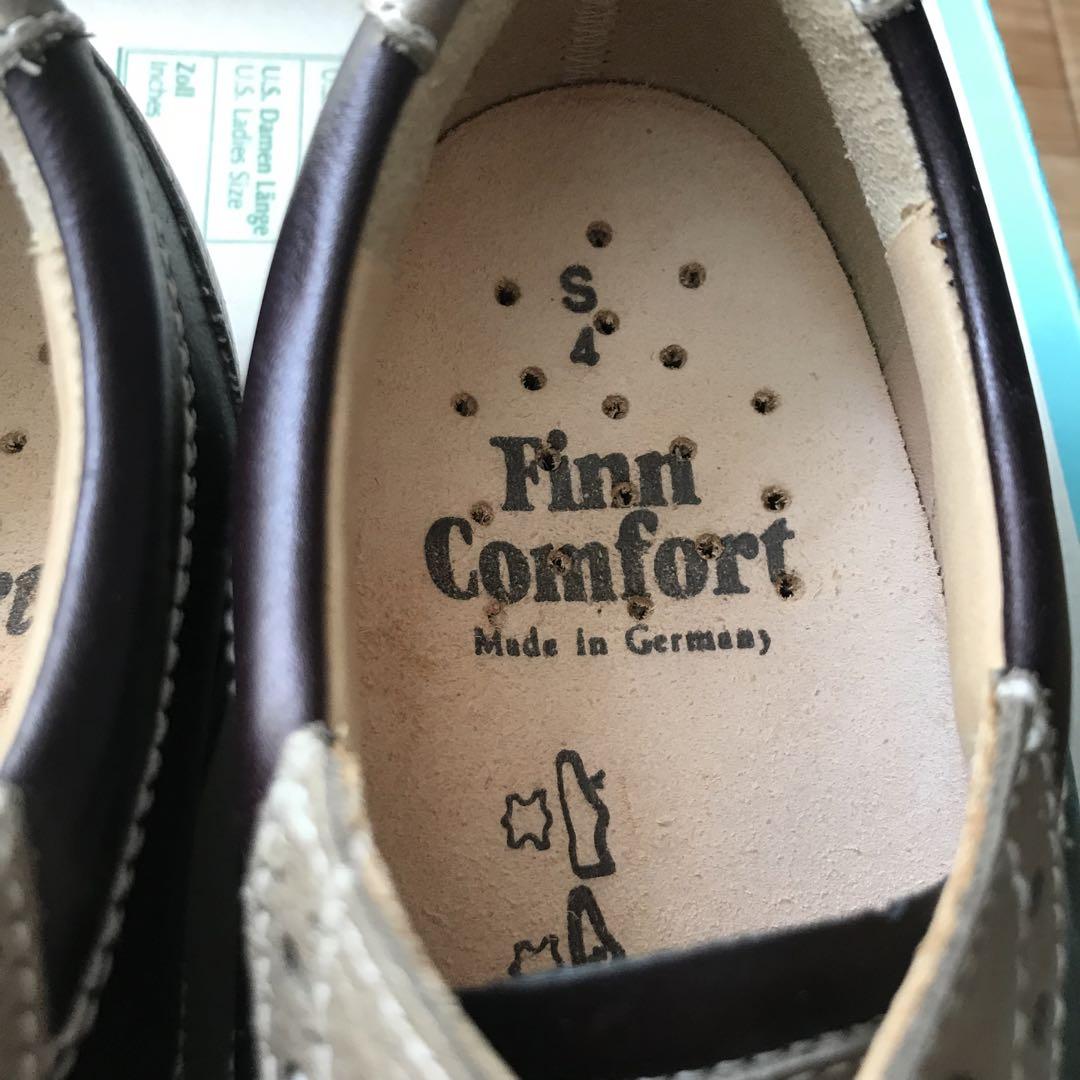 Zoll
Inches
U.S. Damen Länge
U.S. Ladies Size
S
4
Finn
Comfort
Made in Germany